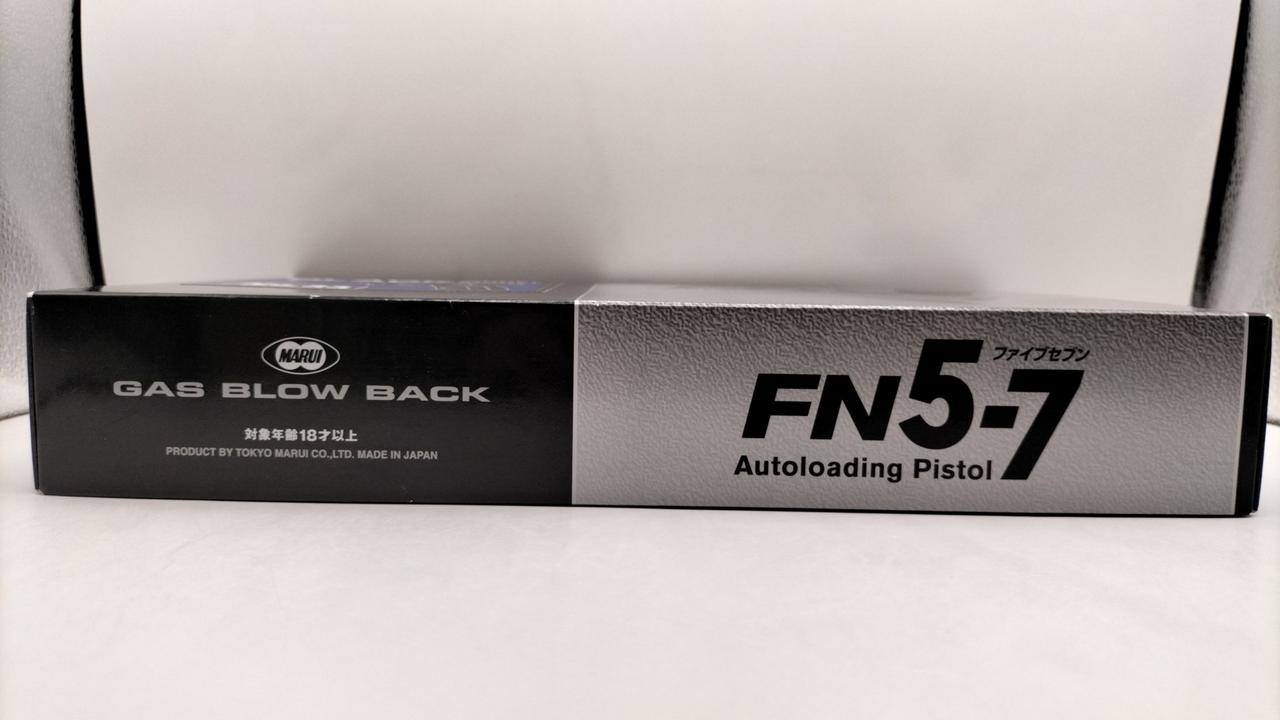 MARUI
GAS BLOW BACK
対象年齢18才以上
PRODUCT BY TOKYO MARUI CO.,LTD. MADE IN JAPAN
ファイブセブン
FN5-7
Autoloading Pistol